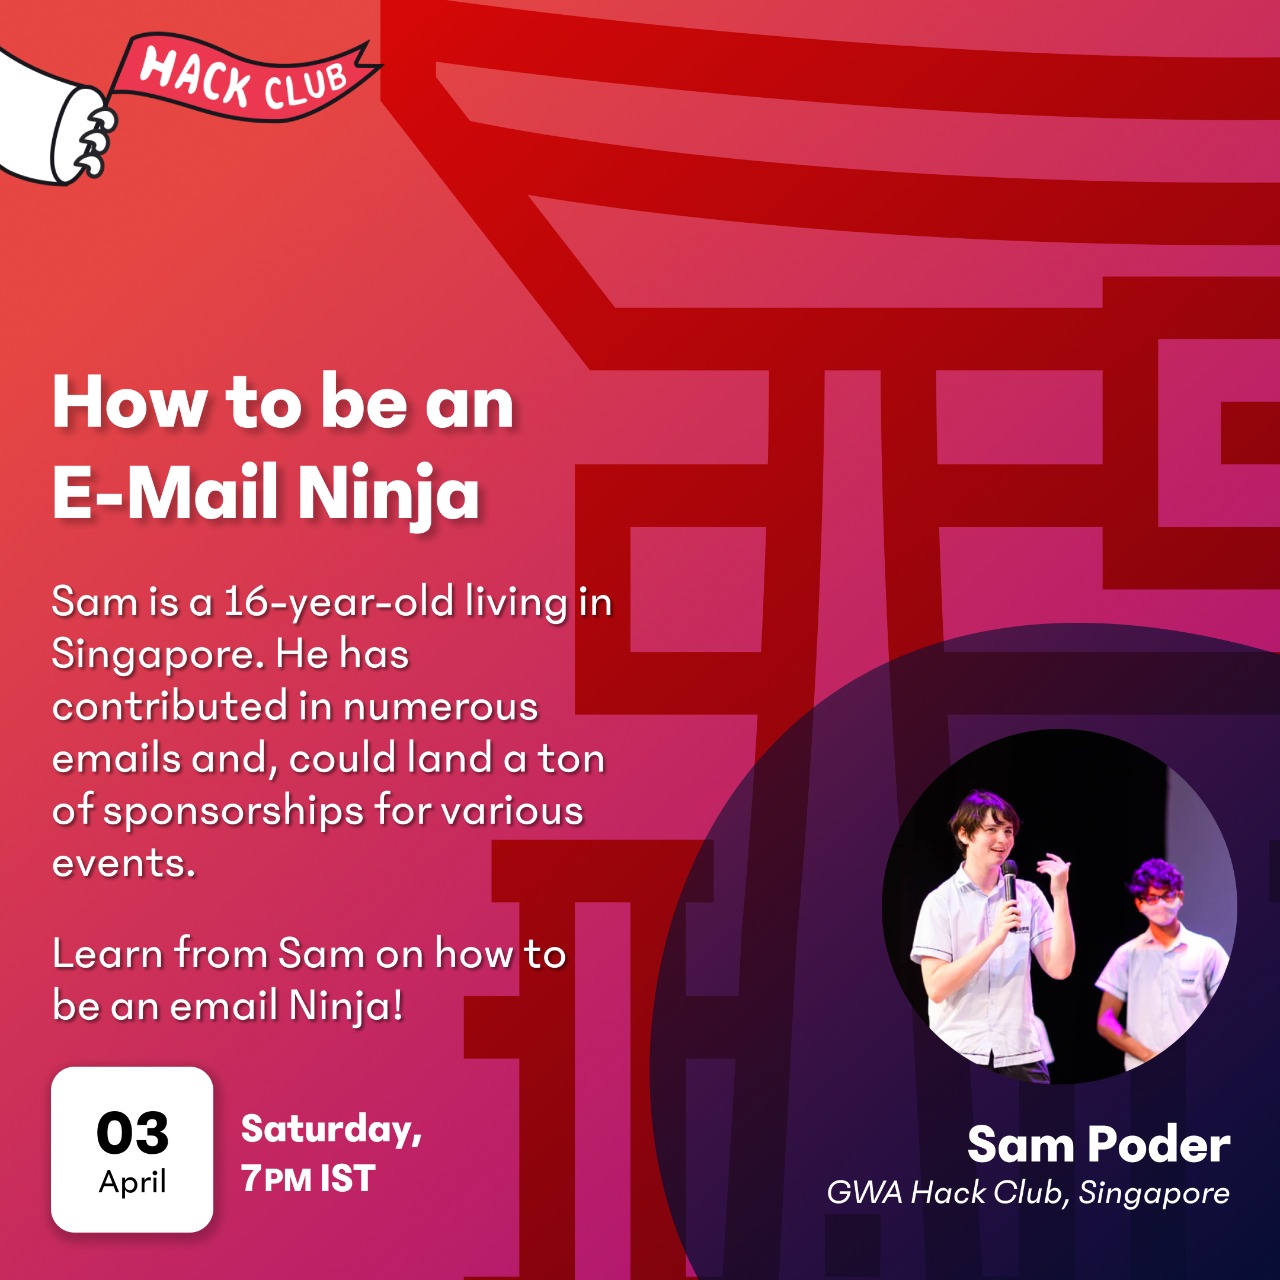 HACK CLUB
How to be an
E-Mail Ninja
Sam is a 16-year-old living in
Singapore. He has
contributed in numerous
emails and, could land a ton
of sponsorships for various
events.
Learn from Sam on how to
be an email Ninja!
03
April
Saturday,
7PM IST
Sam Poder
GWA Hack Club, Singapore